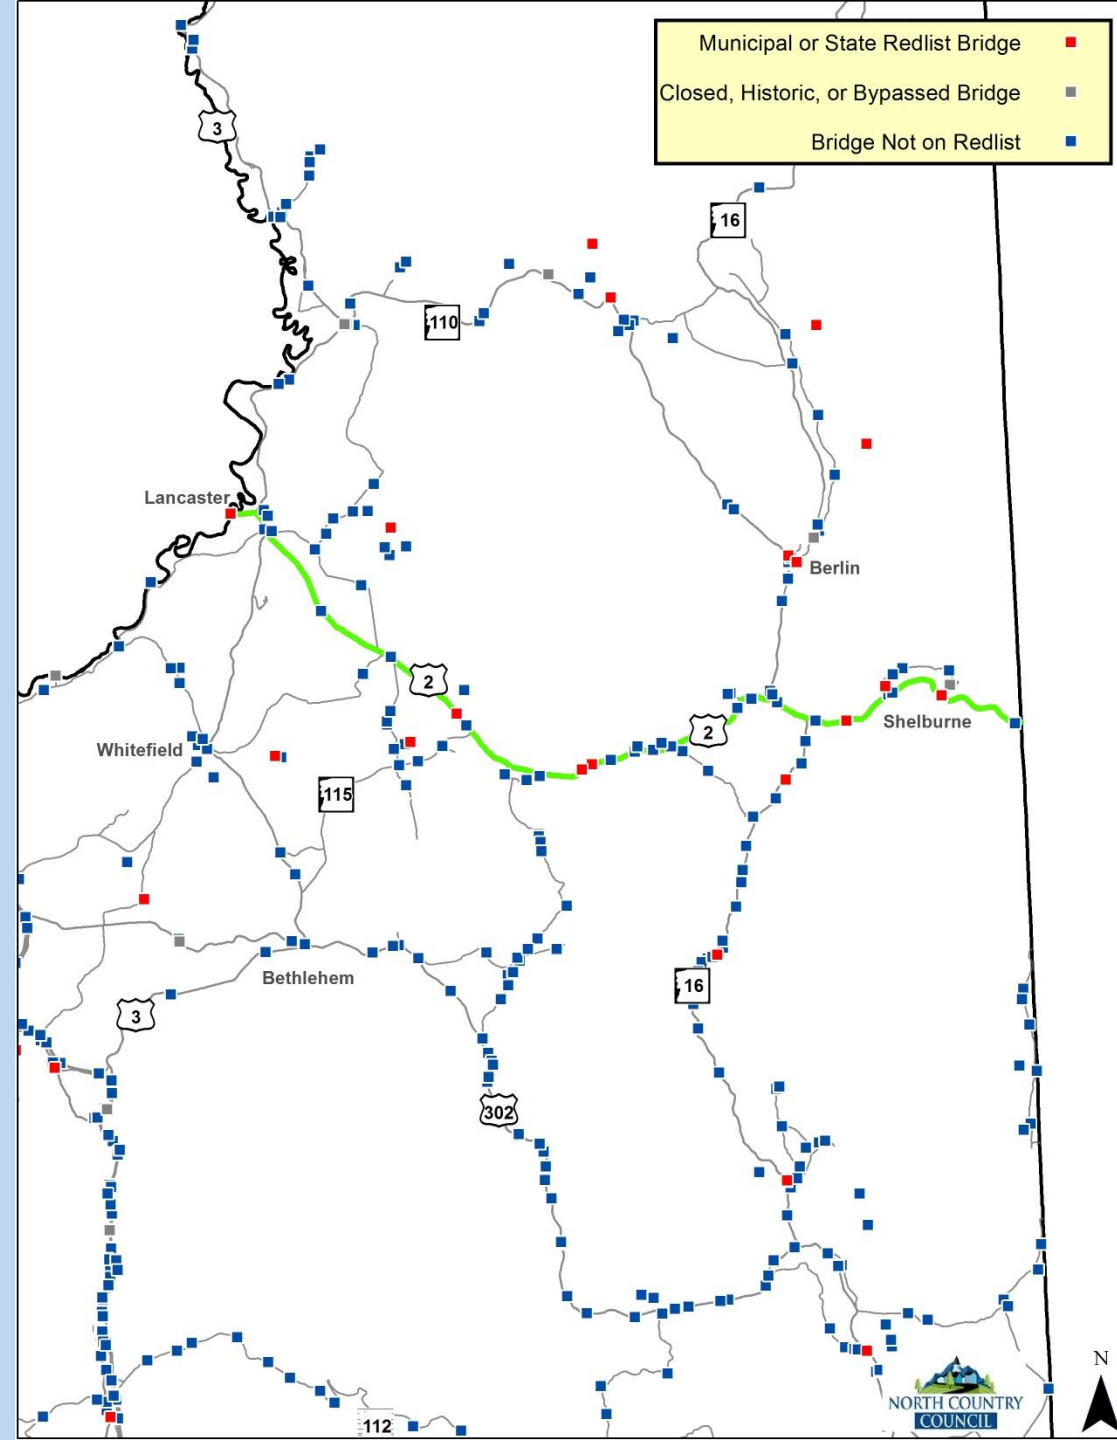 Municipal or State Redlist Bridge
Closed, Historic, or Bypassed Bridge
Bridge Not on Redlist
3
16
110
Lancaster
Berlin
2
2
Shelburne
Whitefield
115
Bethlehem
16
3
302
N
NORTH COUNTRY
COUNCIL
112